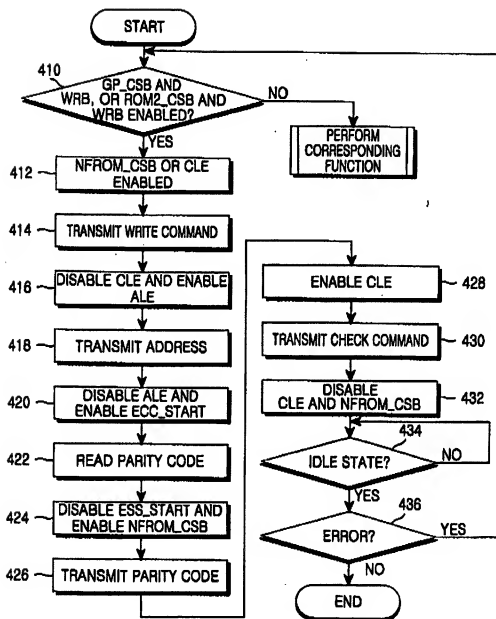 START
410
GP_CSB AND
WRB, OR ROM2_CSB AND
WRB ENABLED?
NO
YES
PERFORM
CORRESPONDING
FUNCTION
412
NFROM_CSB OR CLE
ENABLED
414
TRANSMIT WRITE COMMAND
416
DISABLE CLE AND ENABLE
ALE
418
TRANSMIT ADDRESS
420
DISABLE ALE AND
ENABLE ECC_START
422
READ PARITY CODE
424
DISABLE ESS_START AND
ENABLE NFROM_CSB
426
TRANSMIT PARITY CODE
ENABLE CLE
428
TRANSMIT CHECK COMMAND
430
DISABLE
CLE AND NFROM_CSB
432
434
IDLE STATE?
NO
YES
436
ERROR?
YES
NO
END